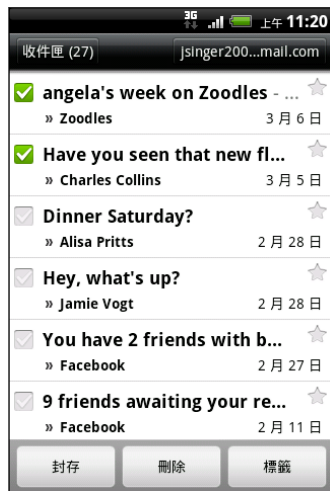 3G 上午 11:20
收件匣 (27) jsinger200...mail.com
angela's week on Zoodles - ...
» Zoodles 3 月 6 日
Have you seen that new fl...
» Charles Collins 3 月 5 日
Dinner Saturday?
» Alisa Pritts 2 月 28 日
Hey, what's up?
» Jamie Vogt 2 月 28 日
You have 2 friends with b...
» Facebook 2 月 27 日
9 friends awaiting your re...
» Facebook 2 月 11 日
封存 刪除 標籤